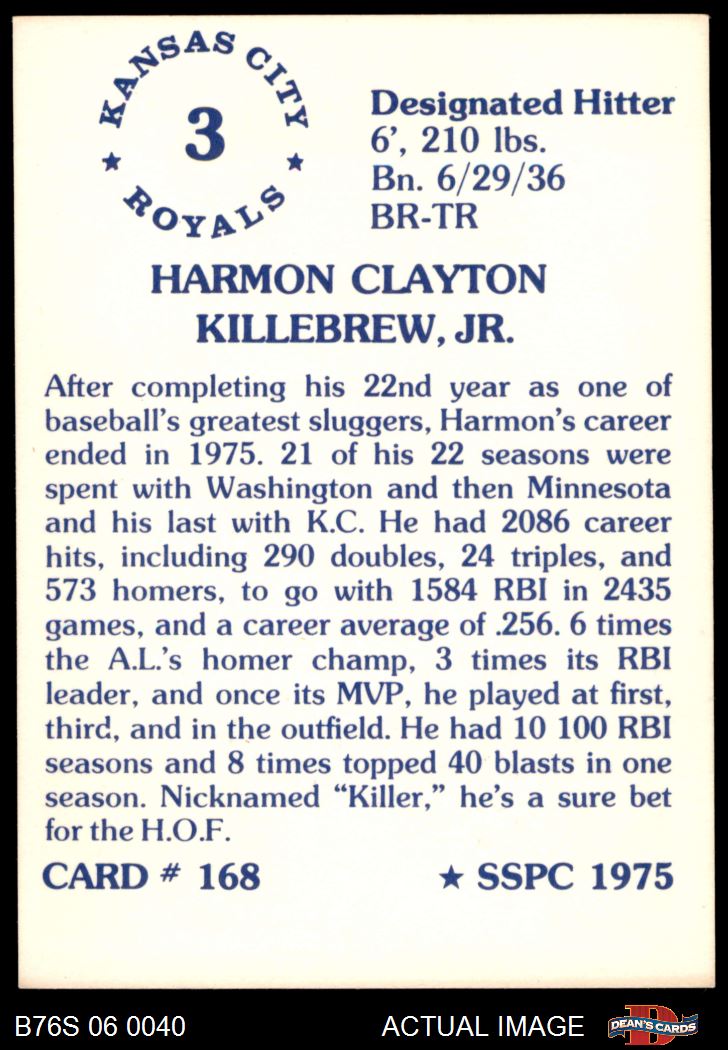 KANSAS CITY
3
★ ★
ROYALS
Designated Hitter
6', 210 lbs.
Bn. 6/29/36
BR-TR
HARMON CLAYTON
KILLEBREW, JR.
After completing his 22nd year as one of
baseball's greatest sluggers, Harmon's career
ended in 1975. 21 of his 22 seasons were
spent with Washington and then Minnesota
and his last with K.C. He had 2086 career
hits, including 290 doubles, 24 triples, and
573 homers, to go with 1584 RBI in 2435
games, and a career average of .256. 6 times
the A.L.'s homer champ, 3 times its RBI
leader, and once its MVP, he played at first,
third, and in the outfield. He had 10 100 RBI
seasons and 8 times topped 40 blasts in one
season. Nicknamed “Killer,” he's a sure bet
for the H.O.F.
CARD # 168 ★ SSPC 1975
B76S 06 0040 ACTUAL IMAGE D DEAN'S CARDS